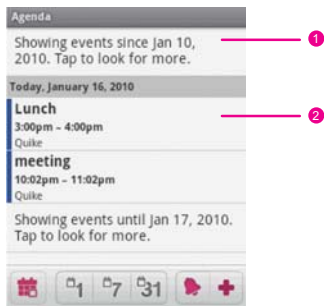 Agenda
Showing events since Jan 10,
2010. Tap to look for more.
1
Today, January 16, 2010
Lunch
3:00pm – 4:00pm
2
Quike
meeting
10:02pm – 11:02pm
Quike
Showing events until Jan 17, 2010.
Tap to look for more.
1 7 31